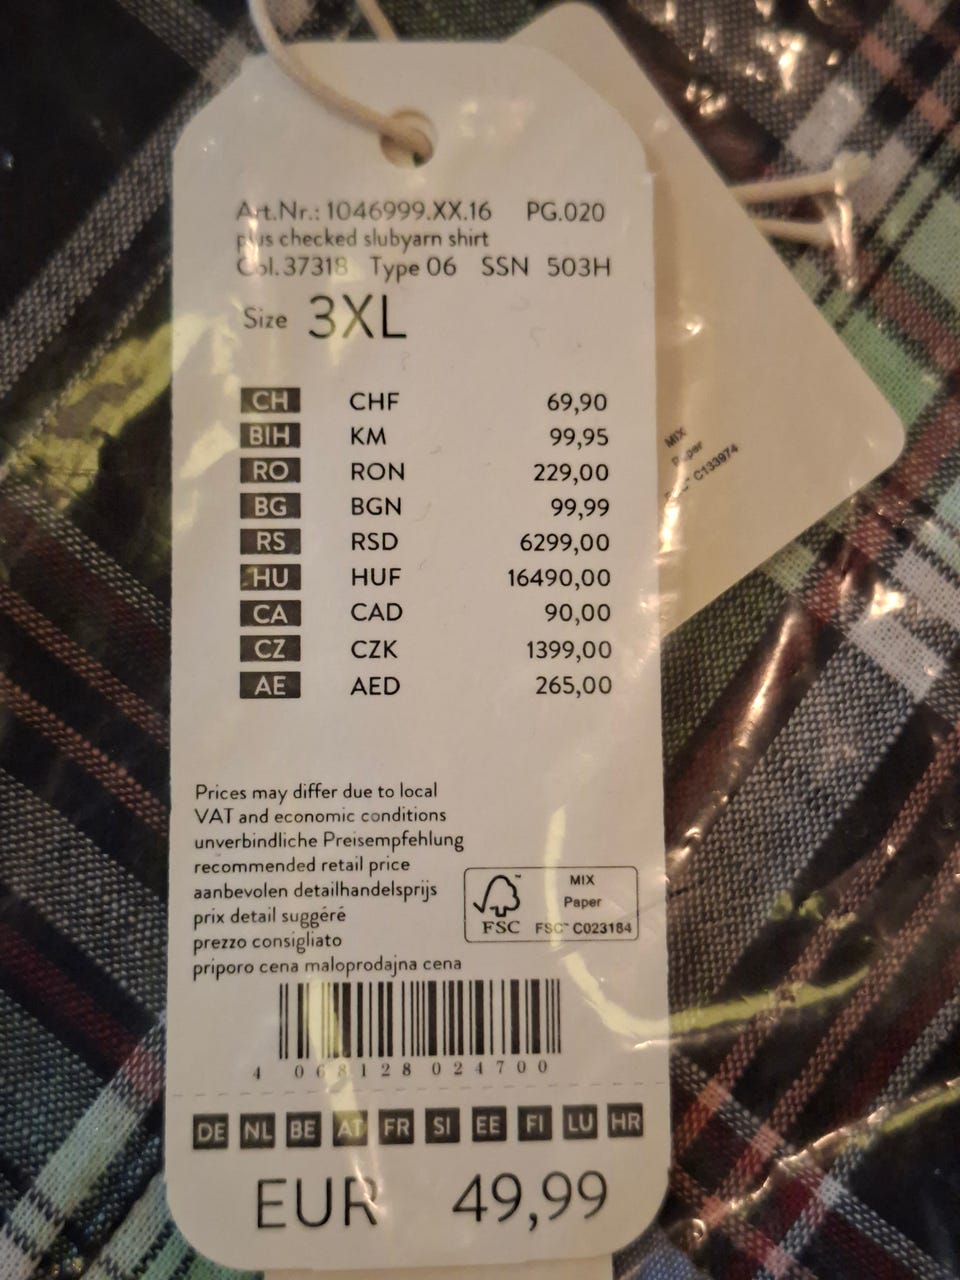 Art.Nr.: 1046999.XX.16 PG.020
plus checked slubyarn shirt
Col.37318 Type 06 SSN 503H
Size 3XL
CH CHF 69,90
BIH KM 99,95
RO RON 229,00
BG BGN 99,99
RS RSD 6299,00
HU HUF 16490,00
CA CAD 90,00
CZ CZK 1399,00
AE AED 265,00
MIX
Paper
FSC™ C133974
Prices may differ due to local
VAT and economic conditions
unverbindliche Preisempfehlung
recommended retail price
aanbevolen detailhandelsprijs
prix detail suggéré
prezzo consigliato
priporo cena maloprodajna cena
FSC
MIX
Paper
FSC™ C023184
4 068128 024700
DE NL BE AT FR SI EE FI LU HR
EUR 49,99